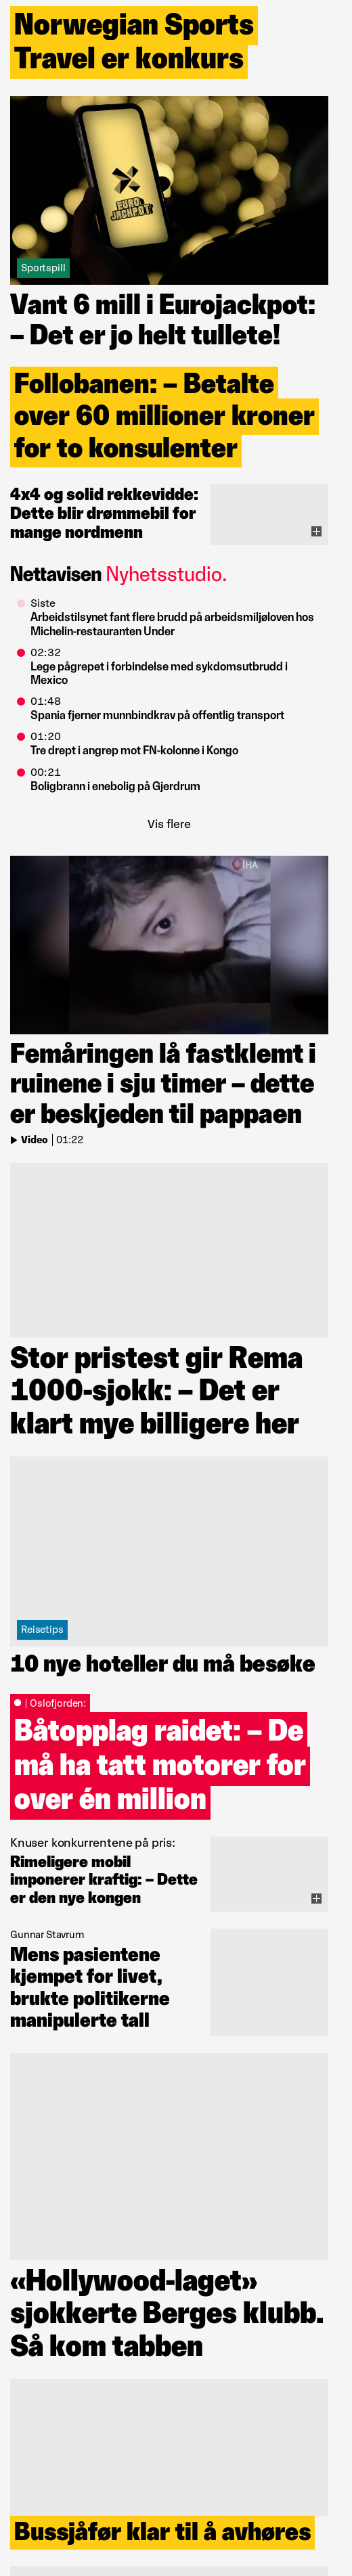 Norwegian Sports
Travel er konkurs
EURO
JACKPOT
Sportspill
Vant 6 mill i Eurojackpot:
– Det er jo helt tullete!
Follobanen: – Betalte
over 60 millioner kroner
for to konsulenter
4x4 og solid rekkevidde:
Dette blir drømmebil for
mange nordmenn
Nettavisen Nyhetsstudio.
Siste
Arbeidstilsynet fant flere brudd på arbeidsmiljøloven hos
Michelin-restauranten Under
02:32
Lege pågrepet i forbindelse med sykdomsutbrudd i
Mexico
01:48
Spania fjerner munnbindkrav på offentlig transport
01:20
Tre drept i angrep mot FN-kolonne i Kongo
00:21
Boligbrann i enebolig på Gjerdrum
Vis flere
IHA
Femåringen lå fastklemt i
ruinene i sju timer – dette
er beskjeden til pappaen
Video | 01:22
Stor pristest gir Rema
1000-sjokk: – Det er
klart mye billigere her
Reisetips
10 nye hoteller du må besøke
| Oslofjorden:
Båtopplag raidet: – De
må ha tatt motorer for
over én million
Knuser konkurrentene på pris:
Rimeligere mobil
imponerer kraftig: – Dette
er den nye kongen
Gunnar Stavrum
Mens pasientene
kjempet for livet,
brukte politikerne
manipulerte tall
«Hollywood-laget»
sjokkerte Berges klubb.
Så kom tabben
Bussjåfør klar til å avhøres